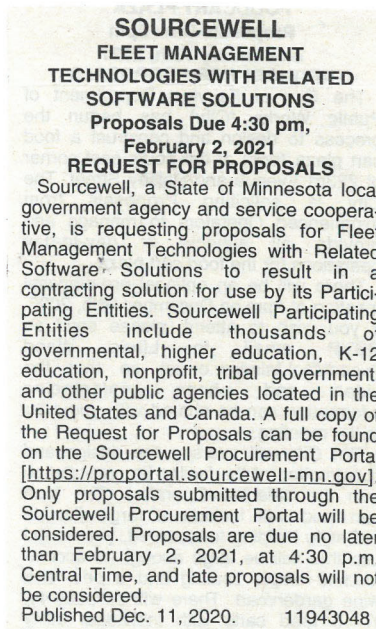 SOURCEWELL
FLEET MANAGEMENT
TECHNOLOGIES WITH RELATED
SOFTWARE SOLUTIONS
Proposals Due 4:30 pm,
February 2, 2021
REQUEST FOR PROPOSALS
Sourcewell, a State of Minnesota loca
government agency and service coopera-
tive, is requesting proposals for Fleet
Management Technologies with Related
Software Solutions to result in a
contracting solution for use by its Partici-
pating Entities. Sourcewell Participating
Entities include thousands of
governmental, higher education, K-12
education, nonprofit, tribal government
and other public agencies located in the
United States and Canada. A full copy of
the Request for Proposals can be found
on the Sourcewell Procurement Porta
[https://proportal.sourcewell-mn.gov]
Only proposals submitted through the
Sourcewell Procurement Portal will be
considered. Proposals are due no later
than February 2, 2021, at 4:30 p.m.
Central Time, and late proposals will not
be considered.
Published Dec. 11, 2020. 11943048